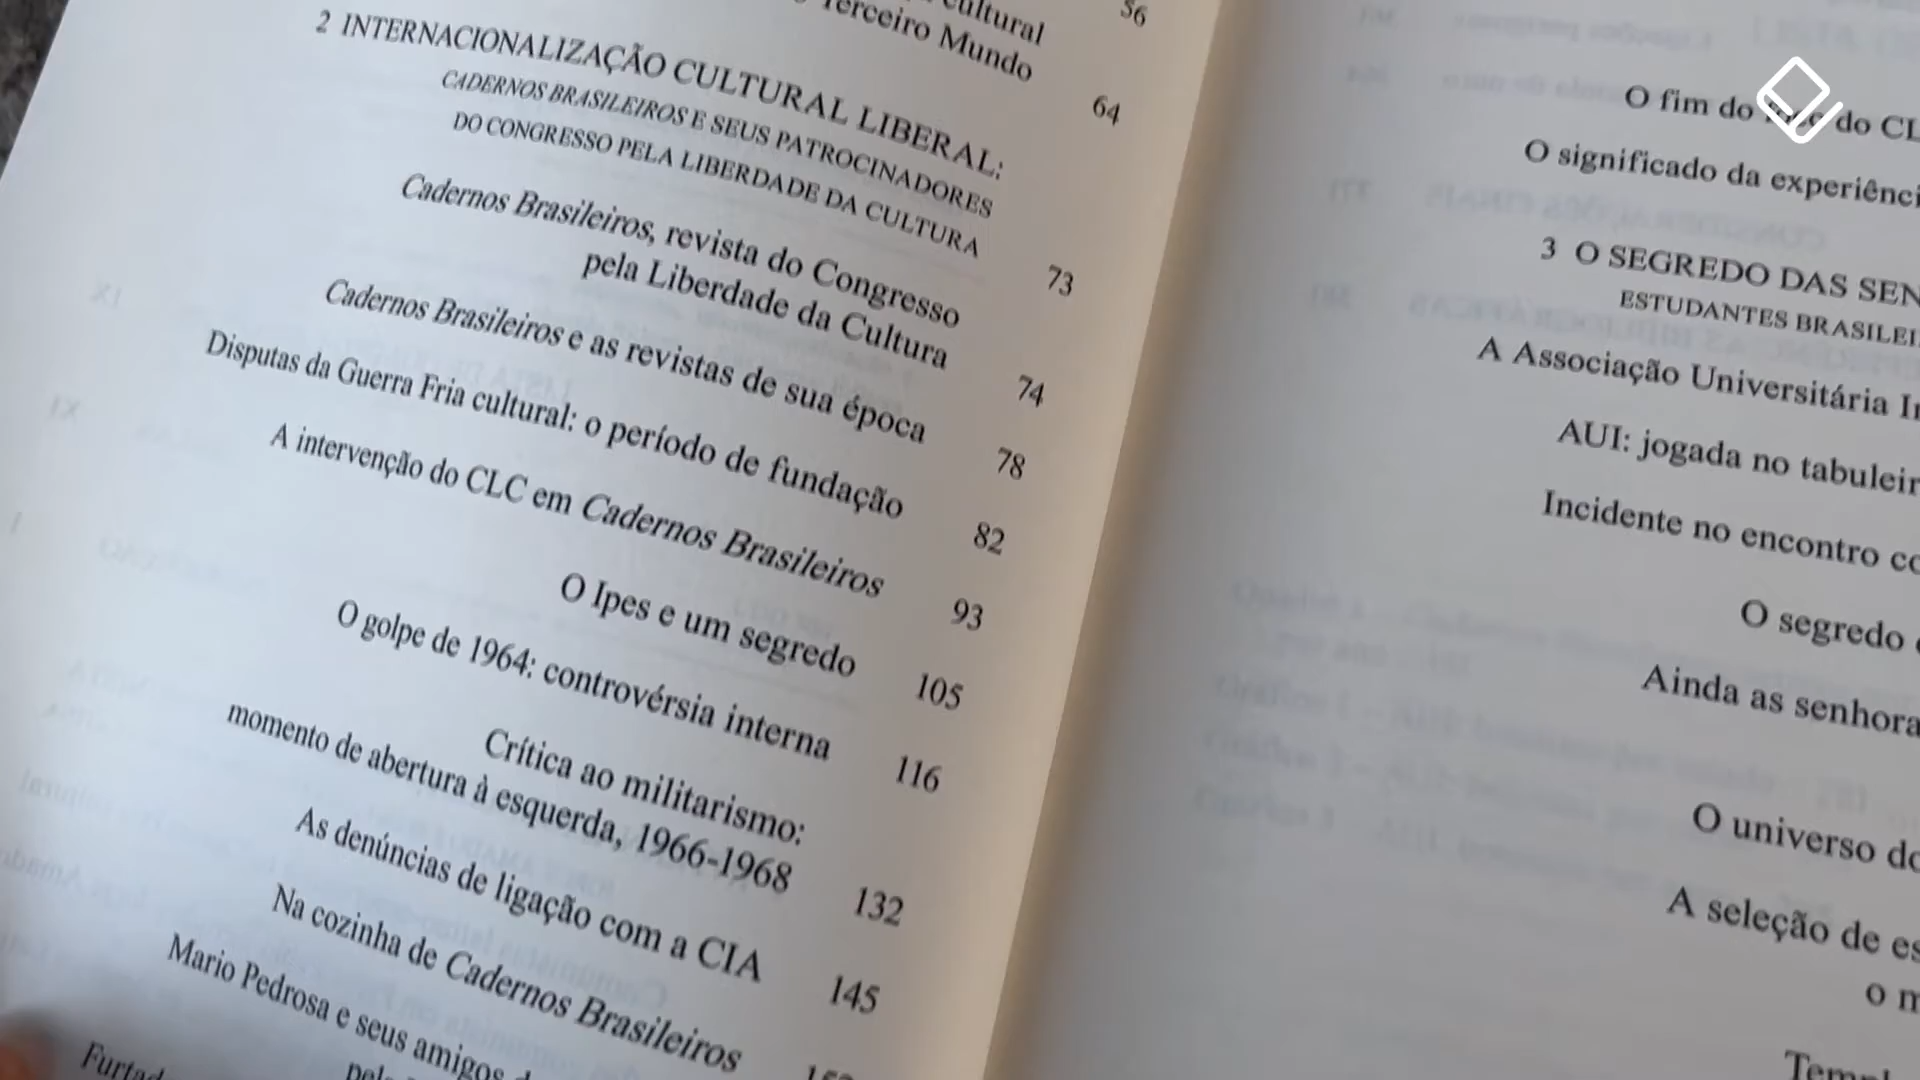 cultural 56
Terceiro Mundo 64
2 INTERNACIONALIZAÇÃO CULTURAL LIBERAL:
CADERNOS BRASILEIROS E SEUS PATROCINADORES
DO CONGRESSO PELA LIBERDADE DA CULTURA 73
Cadernos Brasileiros, revista do Congresso
pela Liberdade da Cultura 74
Cadernos Brasileiros e as revistas de sua época 78
Disputas da Guerra Fria cultural: o período de fundação 82
A intervenção do CLC em Cadernos Brasileiros 93
O Ipes e um segredo 105
O golpe de 1964: controvérsia interna 116
Crítica ao militarismo:
momento de abertura à esquerda, 1966-1968 132
As denúncias de ligação com a CIA 145
Na cozinha de Cadernos Brasileiros
Mario Pedrosa e seus amigos
O fim do do CL
O significado da experiênci
3 O SEGREDO DAS SEN
ESTUDANTES BRASILEI
A Associação Universitária In
AUI: jogada no tabuleir
Incidente no encontro co
O segredo
Ainda as senhora
O universo do
A seleção de es
o m